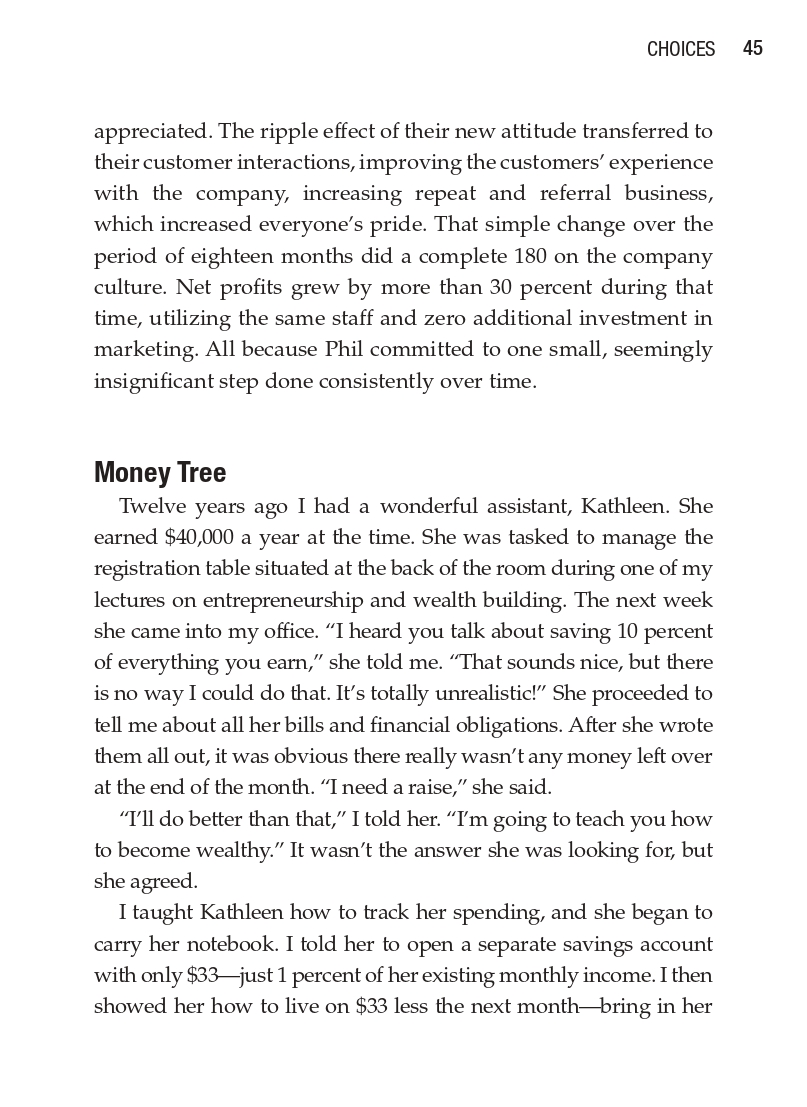 CHOICES 45
appreciated. The ripple effect of their new attitude transferred to
their customer interactions, improving the customers’ experience
with the company, increasing repeat and referral business,
which increased everyone’s pride. That simple change over the
period of eighteen months did a complete 180 on the company
culture. Net profits grew by more than 30 percent during that
time, utilizing the same staff and zero additional investment in
marketing. All because Phil committed to one small, seemingly
insignificant step done consistently over time.
Money Tree
Twelve years ago I had a wonderful assistant, Kathleen. She
earned $40,000 a year at the time. She was tasked to manage the
registration table situated at the back of the room during one of my
lectures on entrepreneurship and wealth building. The next week
she came into my office. “I heard you talk about saving 10 percent
of everything you earn,” she told me. “That sounds nice, but there
is no way I could do that. It’s totally unrealistic!” She proceeded to
tell me about all her bills and financial obligations. After she wrote
them all out, it was obvious there really wasn’t any money left over
at the end of the month. “I need a raise,” she said.
“I’ll do better than that,” I told her. “I’m going to teach you how
to become wealthy.” It wasn’t the answer she was looking for, but
she agreed.
I taught Kathleen how to track her spending, and she began to
carry her notebook. I told her to open a separate savings account
with only $33—just 1 percent of her existing monthly income. I then
showed her how to live on $33 less the next month—bring in her